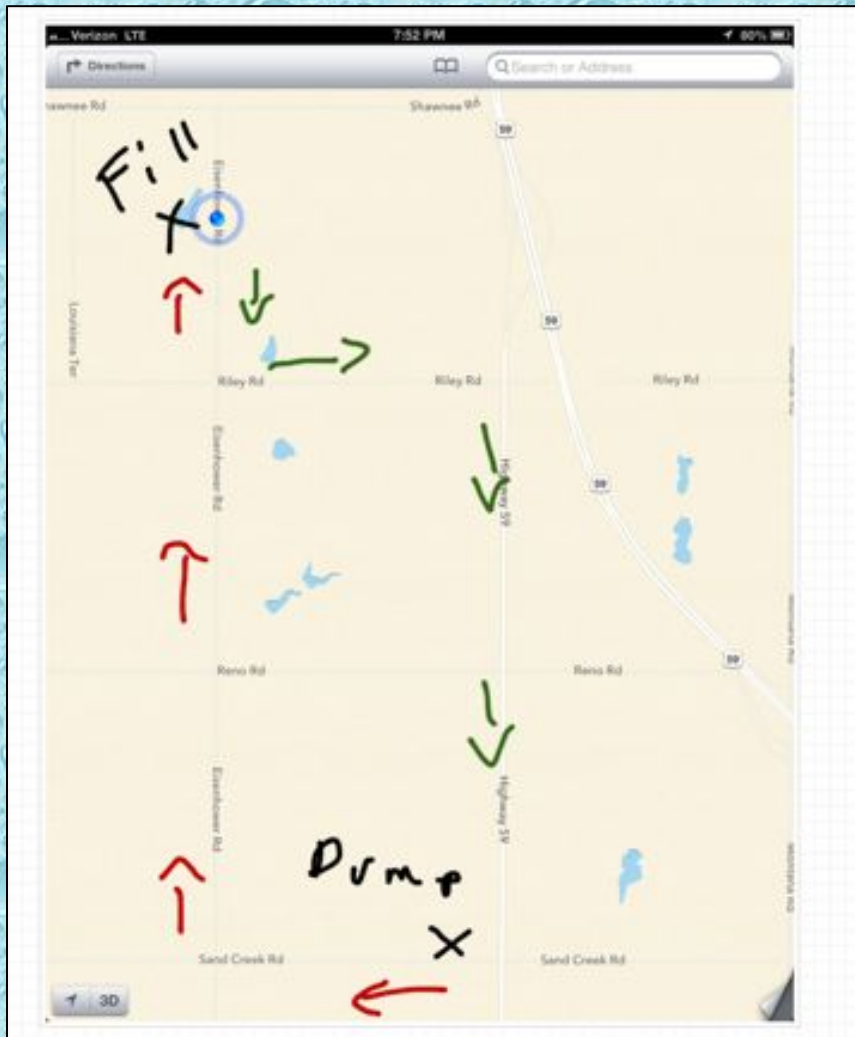 Verizon LTE 7:52 PM 80%
Directions Search or Address
Shawnee Rd
59
Fill
X
Eisenhower Rd
59
Louisiana Ter
Riley Rd Riley Rd Riley Rd
Eisenhower Rd
Highway 59
59
Reno Rd Reno Rd
59
Eisenhower Rd
Highway 59
Dump
X
Sand Creek Rd Sand Creek Rd
3D